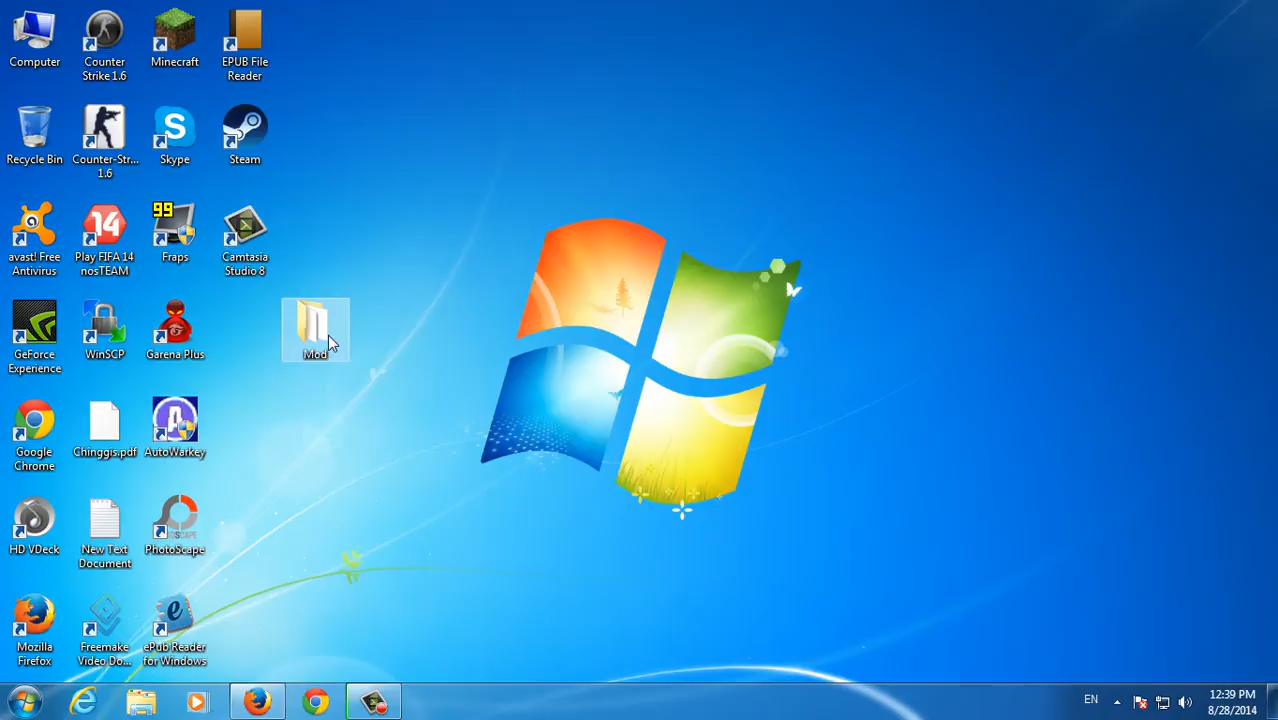 Computer
Counter
Strike 1.6
Minecraft
EPUB File
Reader
Recycle Bin
Counter-Str...
1.6
S
Skype
Steam
avast! Free
Antivirus
14
Play FIFA 14
nosTEAM
99
Fraps
Camtasia
Studio 8
GeForce
Experience
WinSCP
Garena Plus
Mod
Google
Chrome
Chinggis.pdf
A
AutoWarkey
HD VDeck
New Text
Document
PhotoScape
Mozilla
Firefox
Freemake
Video Do...
e
ePub Reader
for Windows
EN
12:39 PM
8/28/2014